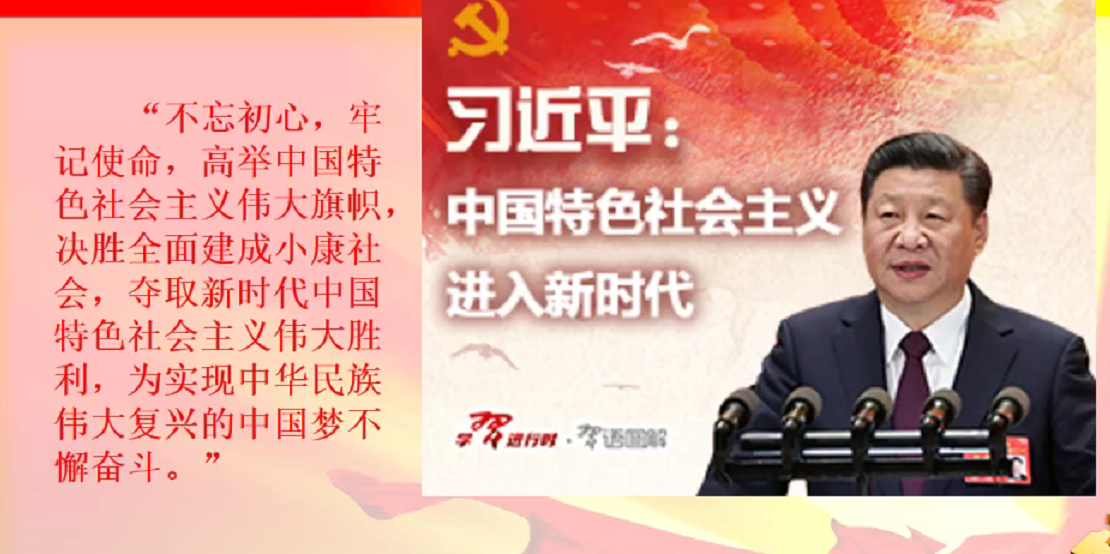 “不忘初心，牢
记使命，高举中国特
色社会主义伟大旗帜，
决胜全面建成小康社
会，夺取新时代中国
特色社会主义伟大胜
利，为实现中华民族
伟大复兴的中国梦不
懈奋斗。”
习近平：
中国特色社会主义
进入新时代
学习进行时